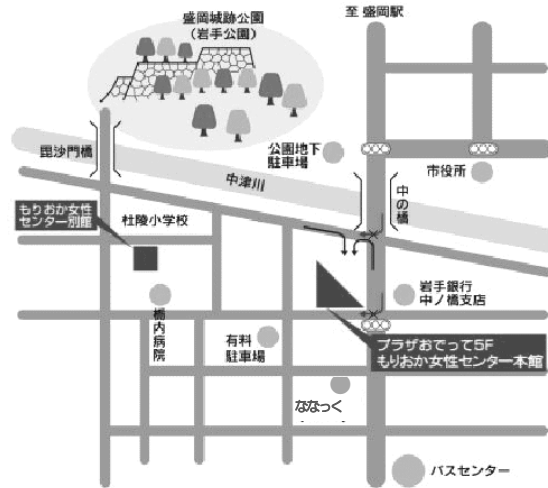 盛岡城跡公園
(岩手公園)
至 盛岡駅
毘沙門橋
公園地下
駐車場
市役所
中津川
中の橋
もりおか女性
センター別館
杜陵小学校
岩手銀行
中ノ橋支店
栃内病院
有料
駐車場
プラザおでって5F
もりおか女性センター本館
ななっく
バスセンター